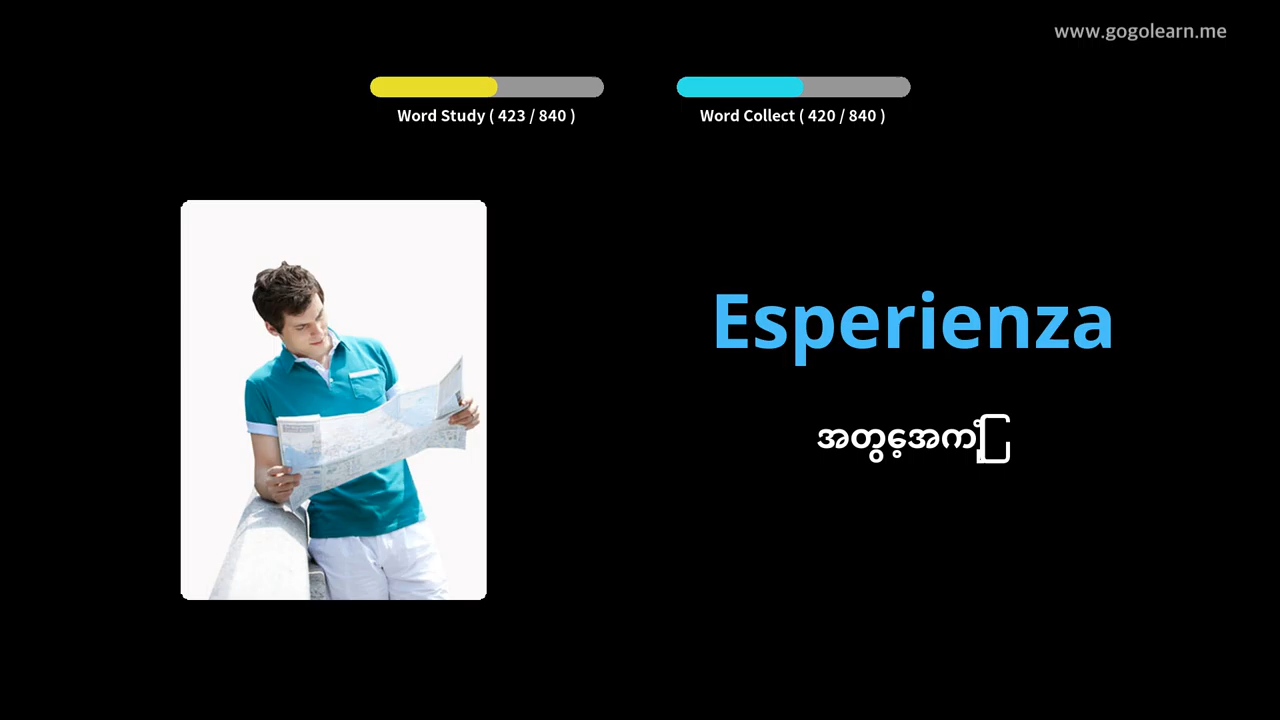 www.gogolearn.me
Word Study ( 423 / 840 )
Word Collect ( 420 / 840 )
Esperienza
အတွေ့အကြုံ